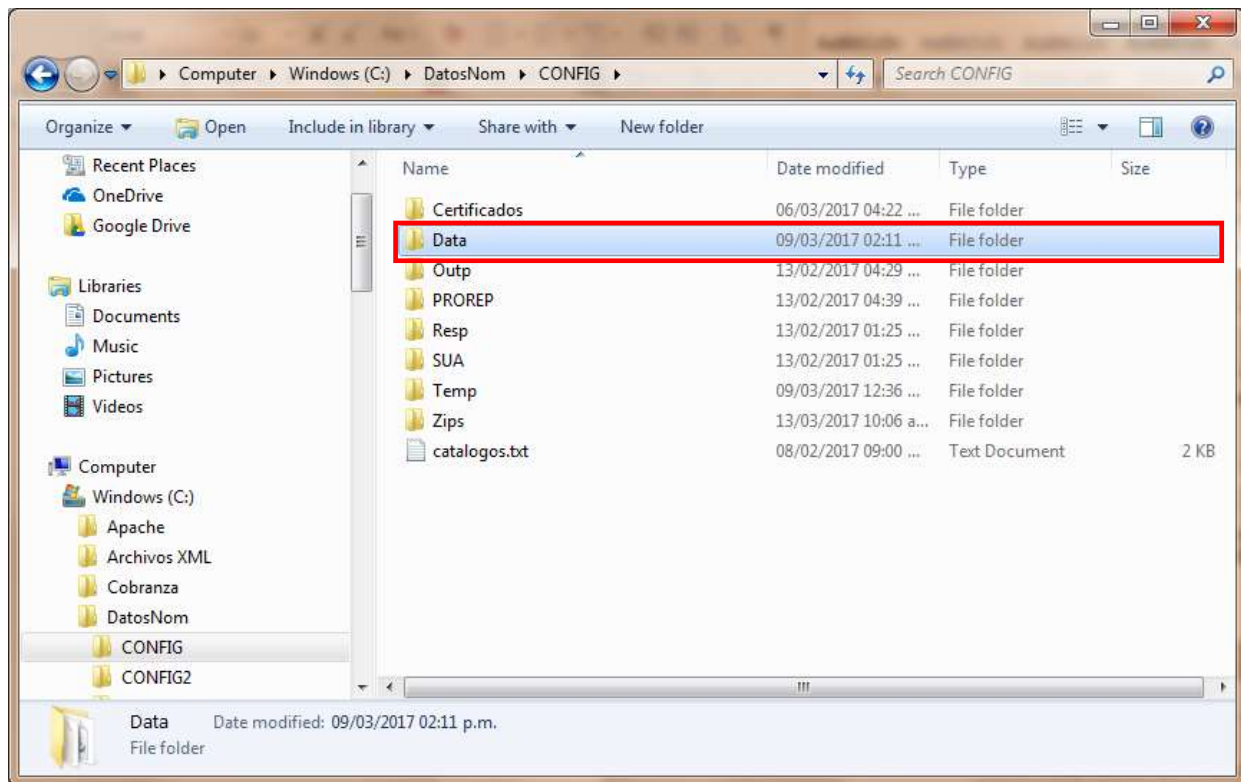 Computer Windows (C:) DatosNom CONFIG Search CONFIG
Organize Open Include in library Share with New folder
Recent Places
OneDrive
Google Drive
Libraries
Documents
Music
Pictures
Videos
Computer
Windows (C:)
Apache
Archivos XML
Cobranza
DatosNom
CONFIG
CONFIG2
Name Date modified Type Size
Certificados 06/03/2017 04:22 ... File folder
Data 09/03/2017 02:11 ... File folder
Outp 13/02/2017 04:29 ... File folder
PROREP 13/02/2017 04:39 ... File folder
Resp 13/02/2017 01:25 ... File folder
SUA 13/02/2017 01:25 ... File folder
Temp 09/03/2017 12:36 ... File folder
Zips 13/03/2017 10:06 a... File folder
catalogos.txt 08/02/2017 09:00 ... Text Document 2 KB
Data Date modified: 09/03/2017 02:11 p.m.
File folder